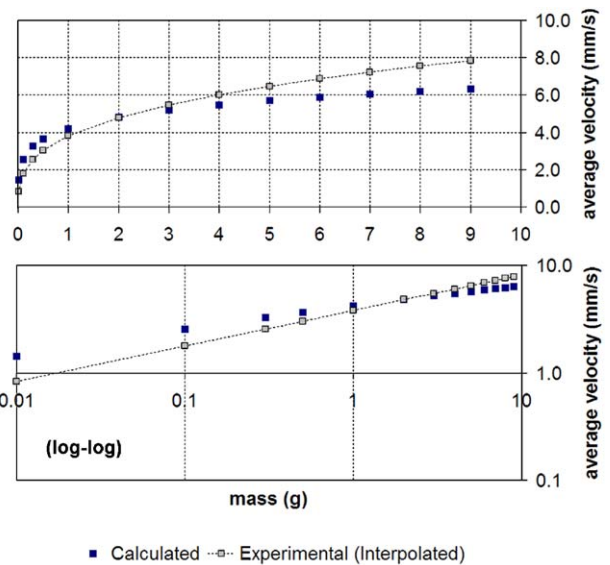 10.0
8.0
6.0
4.0
2.0
0.0
average velocity (mm/s)
0 1 2 3 4 5 6 7 8 9 10
10.0
1.0
0.1
average velocity (mm/s)
0.01 0.1 1 10
(log-log)
mass (g)
Calculated Experimental (Interpolated)